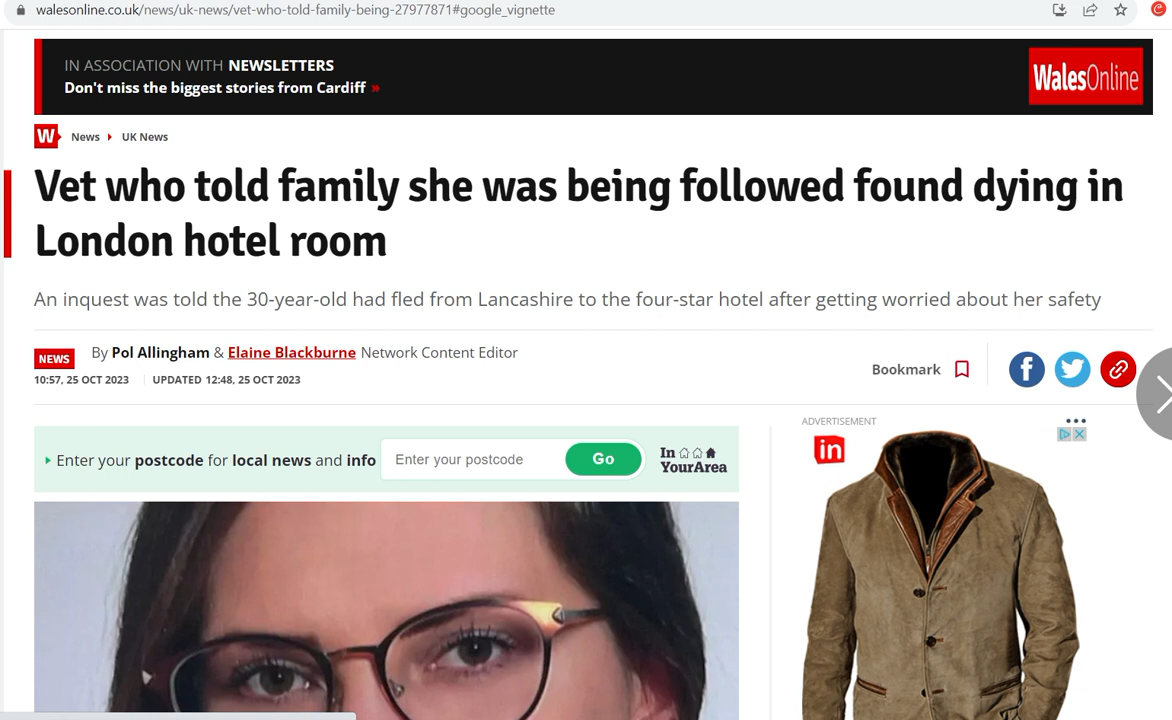 walesonline.co.uk/news/uk-news/vet-who-told-family-being-27977871#google_vignette
IN ASSOCIATION WITH NEWSLETTERS
Don't miss the biggest stories from Cardiff »
WalesOnline
W News UK News
Vet who told family she was being followed found dying in
London hotel room
An inquest was told the 30-year-old had fled from Lancashire to the four-star hotel after getting worried about her safety
NEWS By Pol Allingham & Elaine Blackburne Network Content Editor
10:57, 25 OCT 2023 UPDATED 12:48, 25 OCT 2023
Bookmark
Enter your postcode for local news and info
Enter your postcode
Go
In
YourArea
ADVERTISEMENT
in